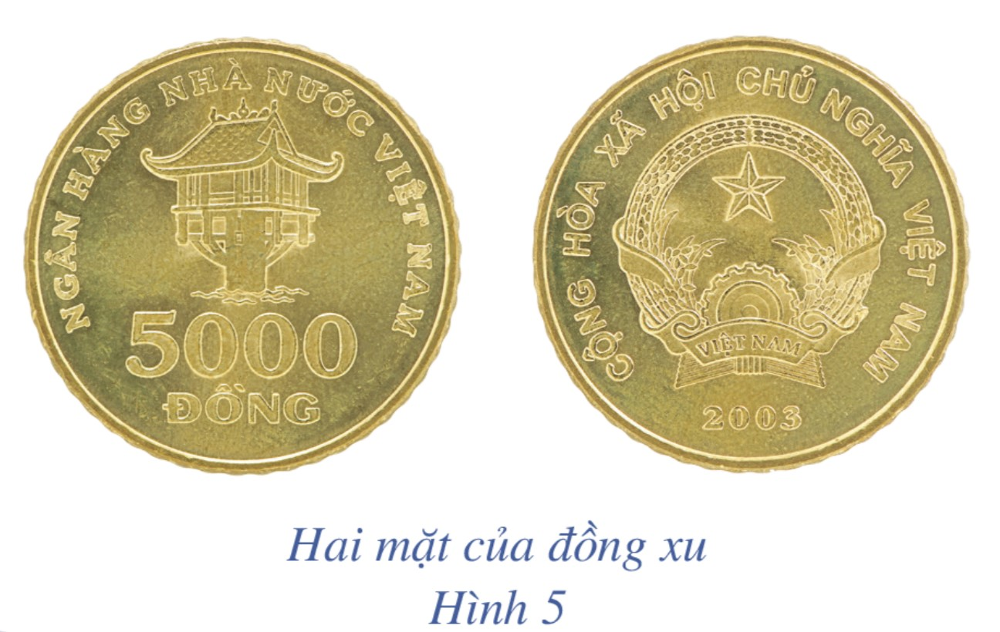 NGÂN HÀNG NHÀ NƯỚC VIỆT NAM
5000
ĐỒNG
CỘNG HÒA XÃ HỘI CHỦ NGHĨA VIỆT NAM
VIỆT NAM
2003
Hai mặt của đồng xu
Hình 5